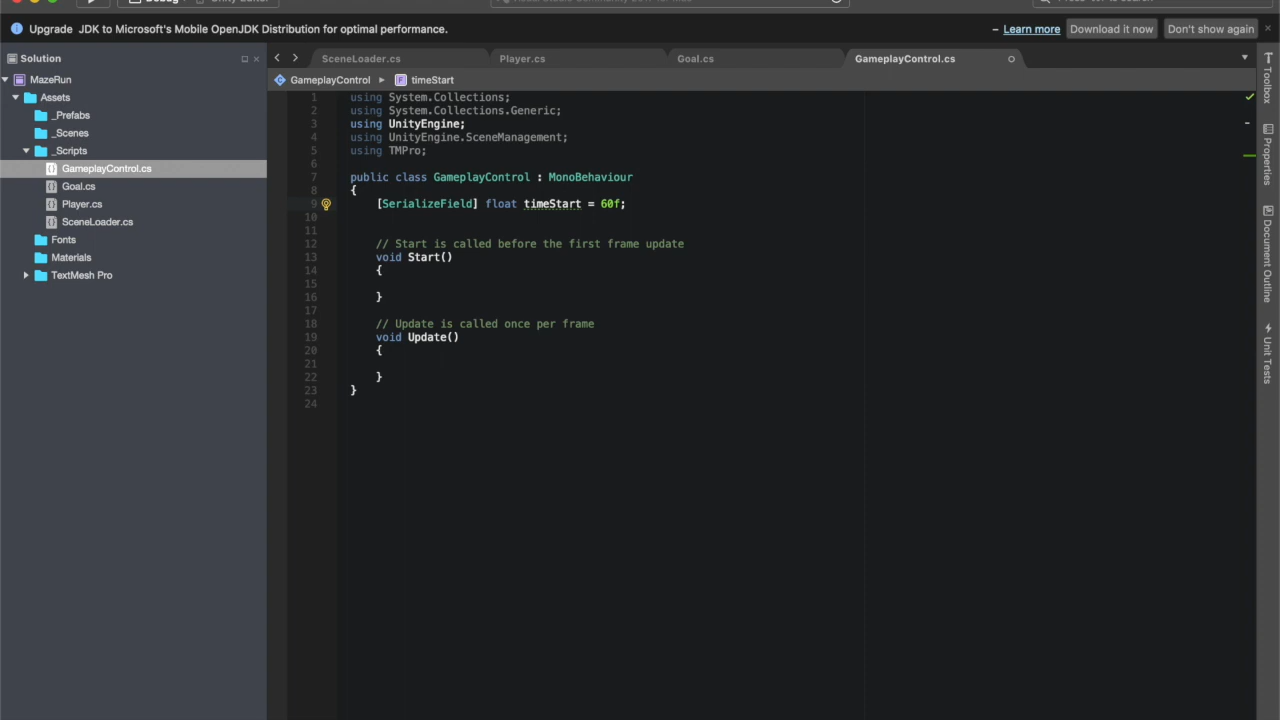 Debug
Upgrade JDK to Microsoft's Mobile OpenJDK Distribution for optimal performance.
Learn more
Download it now
Don't show again
Solution
SceneLoader.cs
Player.cs
Goal.cs
GameplayControl.cs
MazeRun
Assets
_Prefabs
_Scenes
_Scripts
GameplayControl.cs
Goal.cs
Player.cs
SceneLoader.cs
Fonts
Materials
TextMesh Pro
GameplayControl
timeStart
1 using System.Collections;
2 using System.Collections.Generic;
3 using UnityEngine;
4 using UnityEngine.SceneManagement;
5 using TMPro;
6
7 public class GameplayControl : MonoBehaviour
8 {
9 [SerializeField] float timeStart = 60f;
10
11
12 // Start is called before the first frame update
13 void Start()
14 {
15
16 }
17
18 // Update is called once per frame
19 void Update()
20 {
21
22 }
23 }
24
Toolbox
Properties
Document Outline
Unit Tests